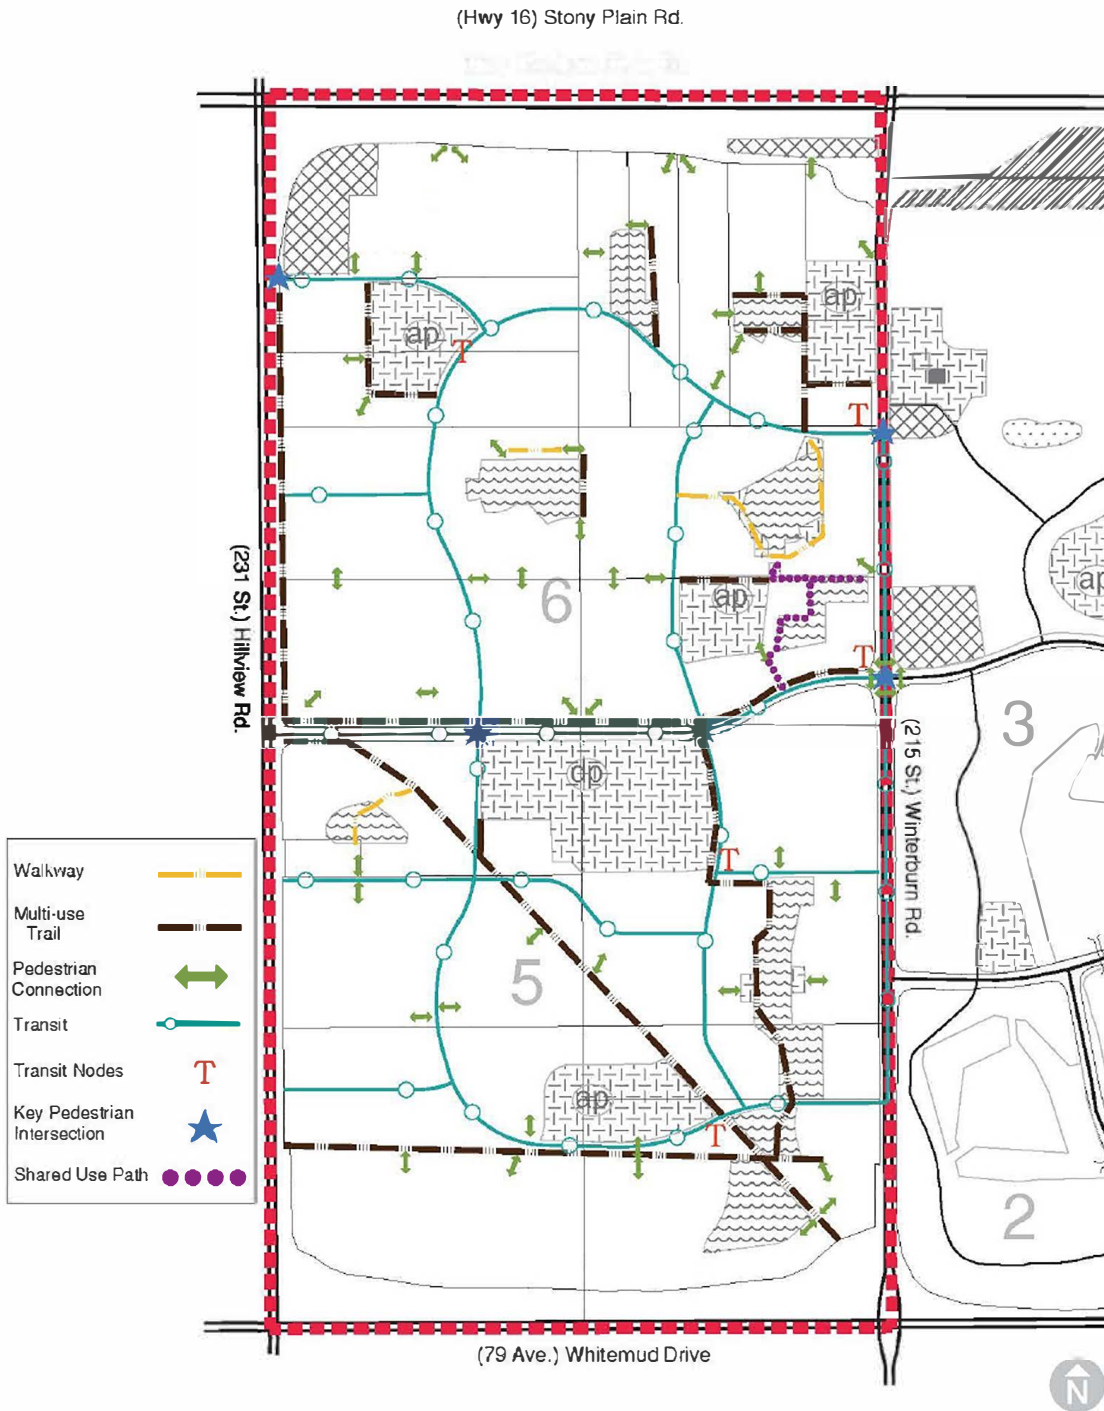 (Hwy 16) Stony Plain Rd.
ap
ap
T
T
6
ap
ap
T
(231 St.) Hillview Rd.
3
(215 St.) Winterburn Rd.
dp
T
5
ap
T
2
Walkway
Multi-use
Trail
Pedestrian
Connection
Transit
Transit Nodes
T
Key Pedestrian
Intersection
Shared Use Path
(79 Ave.) Whitemud Drive
N